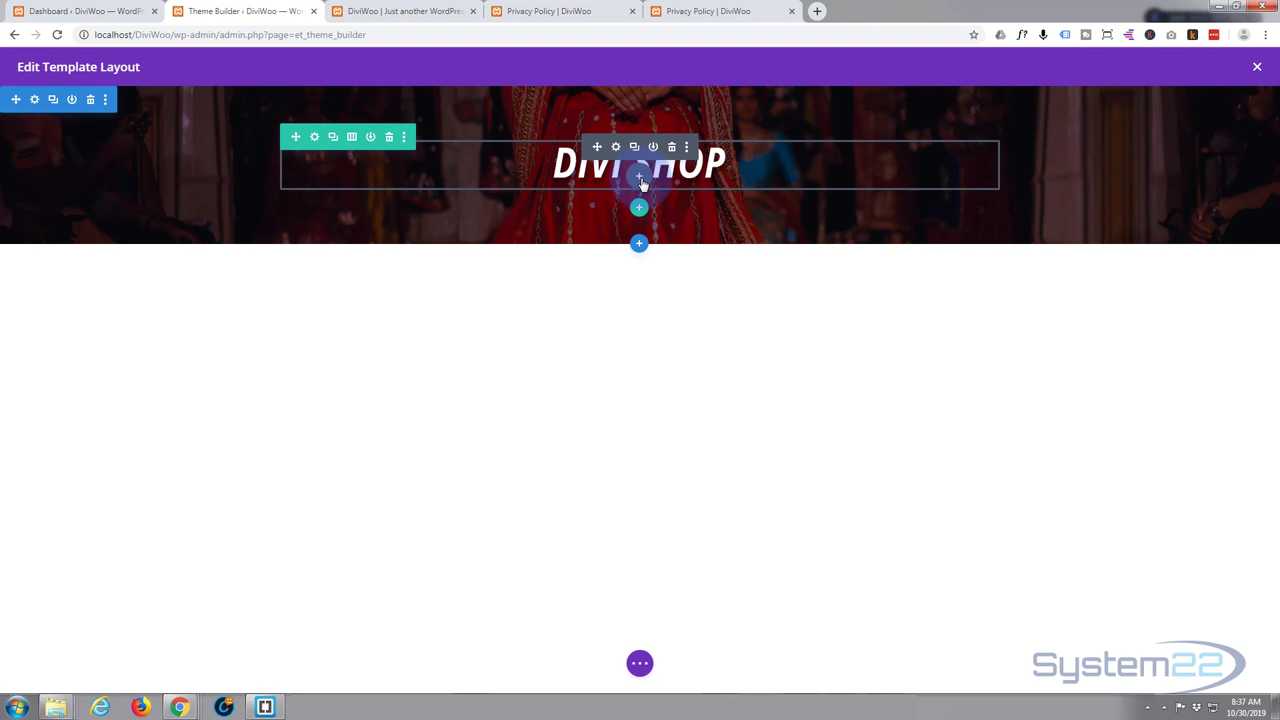 Dashboard ‹ DiviWoo — WordPr
Theme Builder ‹ DiviWoo — Wo
DiviWoo | Just another WordPre
Privacy Policy | DiviWoo
Privacy Policy | DiviWoo
localhost/DiviWoo/wp-admin/admin.php?page=et_theme_builder
Edit Template Layout
DIVI SHOP
System22
8:37 AM
10/30/2019